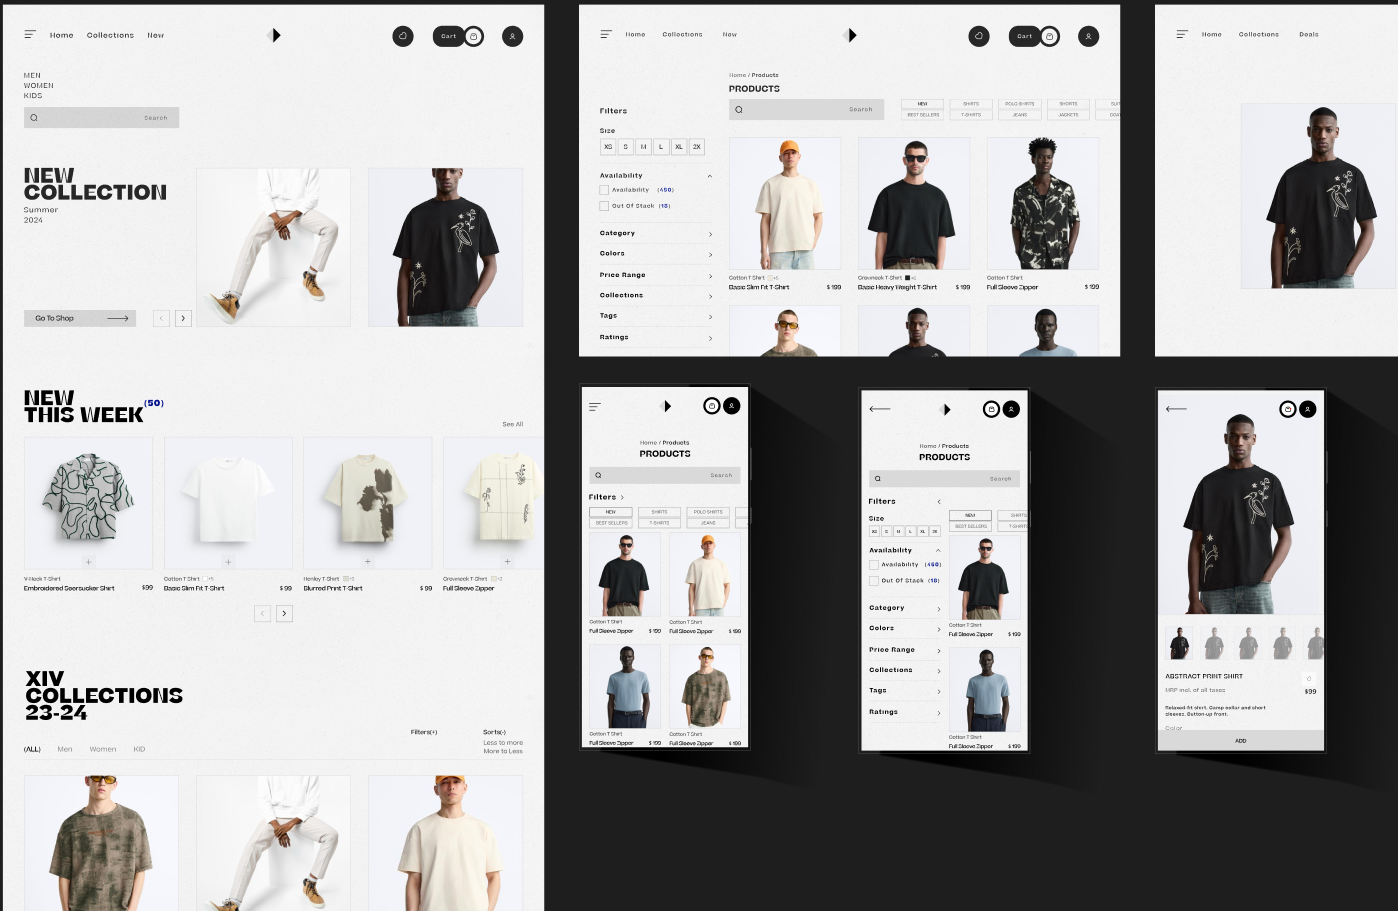 Home Collections New
Cart
MEN
WOMEN
KIDS
Search
NEW
COLLECTION
Summer
2024
Go To Shop
NEW
THIS WEEK
(50)
See All
V-Neck T-Shirt
Embroidered Seersucker Shirt $99
Cotton T Shirt +5
Basic Slim Fit T-Shirt $ 99
Henley T-Shirt
Blurred Print T-Shirt $ 99
Crewneck T-Shirt
Full Sleeve Zipper
XIV
COLLECTIONS
23-24
Filters(+) Sorts(-)
Less to more
More to Less
(ALL) Men Women KID
Home Collections New
Cart
Home / Products
PRODUCTS
Search
NEW SHIRTS POLO SHIRTS SHORTS
BEST SELLERS T-SHIRTS JEANS JACKETS
Filters
Size
XS S M L XL 2X
Availability
Availability (450)
Out Of Stack (18)
Category
Colors
Price Range
Collections
Tags
Ratings
Cotton T Shirt +5
Basic Slim Fit T-Shirt $ 199
Crewneck T-Shirt
Basic Heavy Weight T-Shirt $ 199
Cotton T Shirt
Full Sleeve Zipper $ 199
Home Collections Deals
Home / Products
PRODUCTS
Search
Filters
NEW SHIRTS POLO SHIRTS
BEST SELLERS T-SHIRTS JEANS
Cotton T Shirt
Full Sleeve Zipper $ 199
Cotton T Shirt
Full Sleeve Zipper $ 199
Cotton T Shirt
Full Sleeve Zipper $ 199
Cotton T Shirt
Full Sleeve Zipper $ 199
Home / Products
PRODUCTS
Search
Filters
Size
XS S M L XL 2X
Availability
Availability (450)
Out Of Stack (18)
Category
Colors
Price Range
Collections
Tags
Ratings
NEW
BEST SELLERS
Cotton T Shirt
Full Sleeve Zipper $ 199
Cotton T Shirt
Full Sleeve Zipper $ 199
ABSTRACT PRINT SHIRT
MRP incl. of all taxes $99
Relaxed-fit shirt. Camp collar and short
sleeves. Button-up front.
Color
ADD